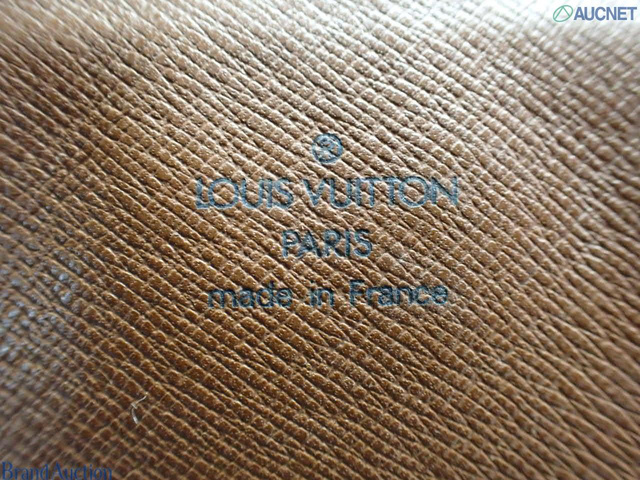 AUCNET
®
LOUIS VUITTON
PARIS
made in France
Brand Auction